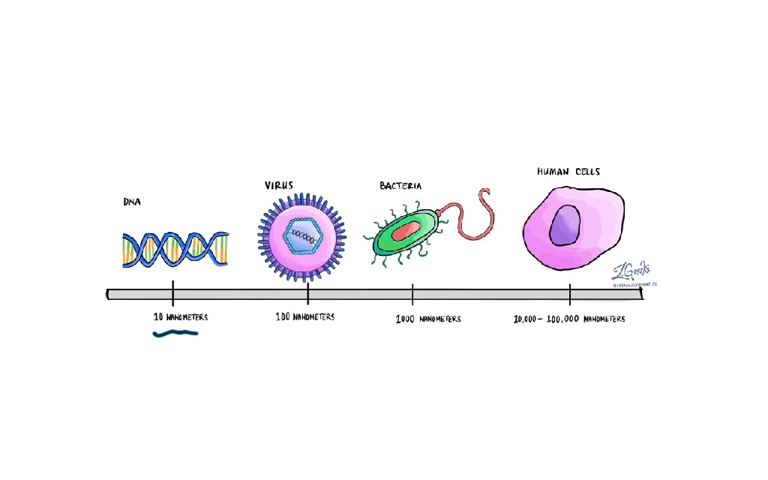 DNA
VIRUS
BACTERIA
HUMAN CELLS
10 NANOMETERS
100 NANOMETERS
1000 NANOMETERS
10,000 - 100,000 NANOMETERS